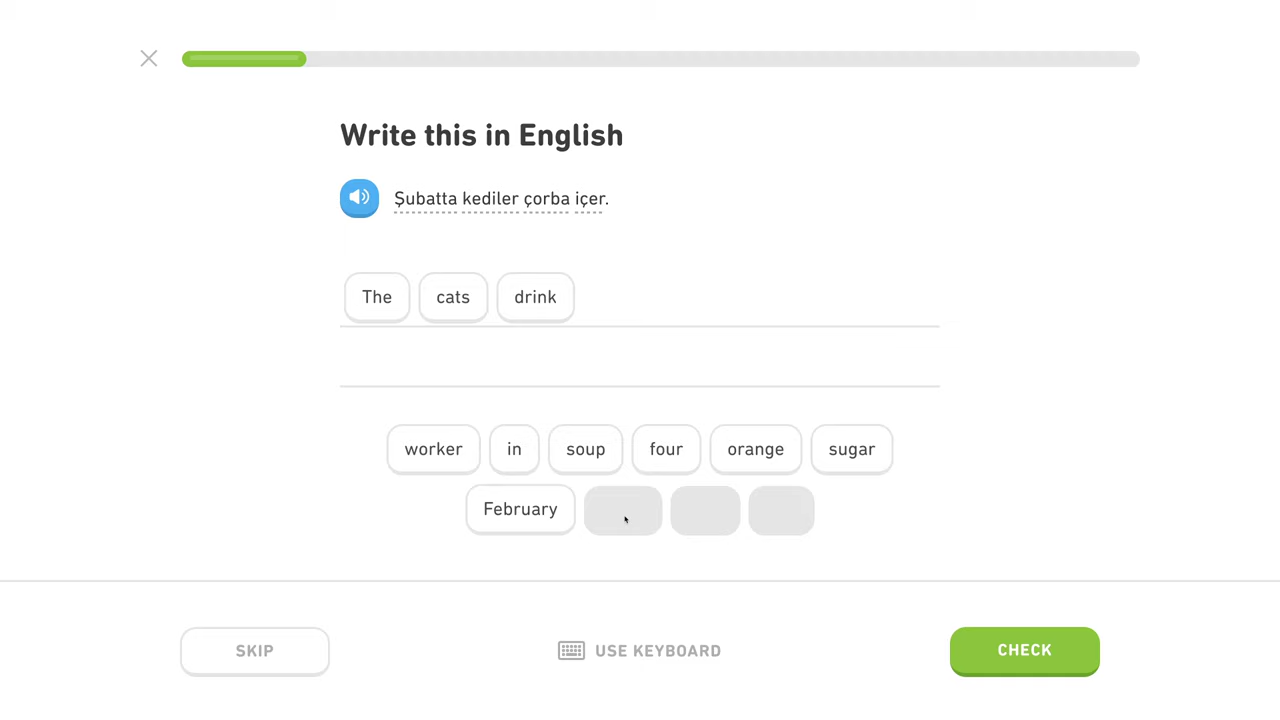 Write this in English
Şubatta kediler çorba içer.
The cats drink
worker in soup four orange sugar
February
SKIP USE KEYBOARD CHECK